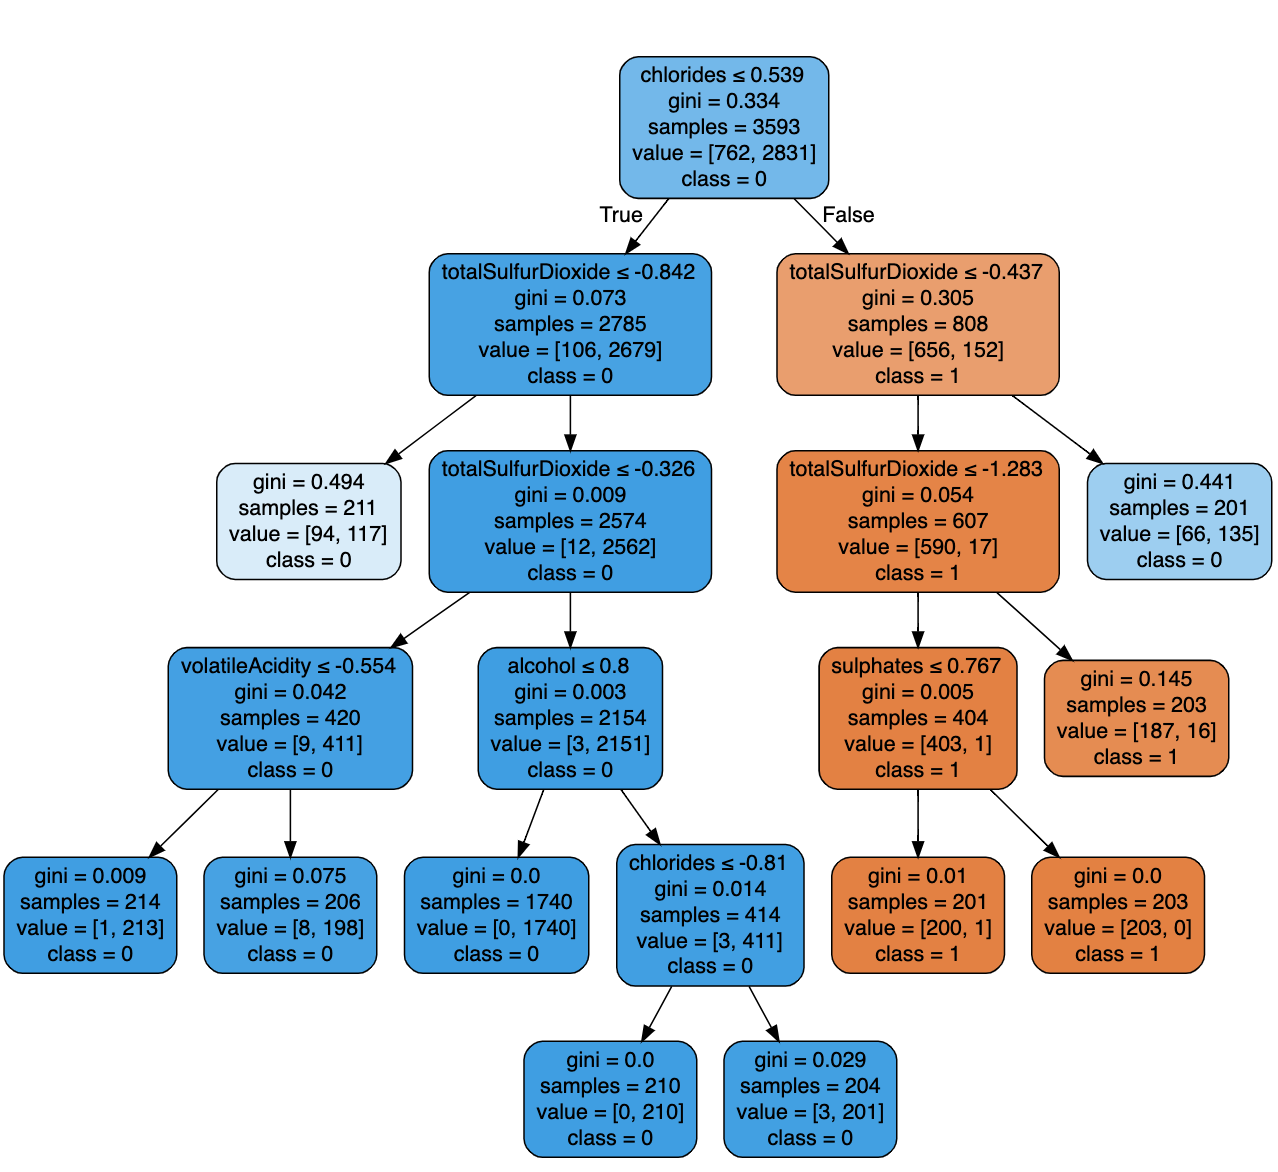 chlorides ≤ 0.539
gini = 0.334
samples = 3593
value = [762, 2831]
class = 0
True
False
totalSulfurDioxide ≤ -0.842
gini = 0.073
samples = 2785
value = [106, 2679]
class = 0
totalSulfurDioxide ≤ -0.437
gini = 0.305
samples = 808
value = [656, 152]
class = 1
gini = 0.494
samples = 211
value = [94, 117]
class = 0
totalSulfurDioxide ≤ -0.326
gini = 0.009
samples = 2574
value = [12, 2562]
class = 0
totalSulfurDioxide ≤ -1.283
gini = 0.054
samples = 607
value = [590, 17]
class = 1
gini = 0.441
samples = 201
value = [66, 135]
class = 0
volatileAcidity ≤ -0.554
gini = 0.042
samples = 420
value = [9, 411]
class = 0
alcohol ≤ 0.8
gini = 0.003
samples = 2154
value = [3, 2151]
class = 0
sulphates ≤ 0.767
gini = 0.005
samples = 404
value = [403, 1]
class = 1
gini = 0.145
samples = 203
value = [187, 16]
class = 1
gini = 0.009
samples = 214
value = [1, 213]
class = 0
gini = 0.075
samples = 206
value = [8, 198]
class = 0
gini = 0.0
samples = 1740
value = [0, 1740]
class = 0
chlorides ≤ -0.81
gini = 0.014
samples = 414
value = [3, 411]
class = 0
gini = 0.01
samples = 201
value = [200, 1]
class = 1
gini = 0.0
samples = 203
value = [203, 0]
class = 1
gini = 0.0
samples = 210
value = [0, 210]
class = 0
gini = 0.029
samples = 204
value = [3, 201]
class = 0